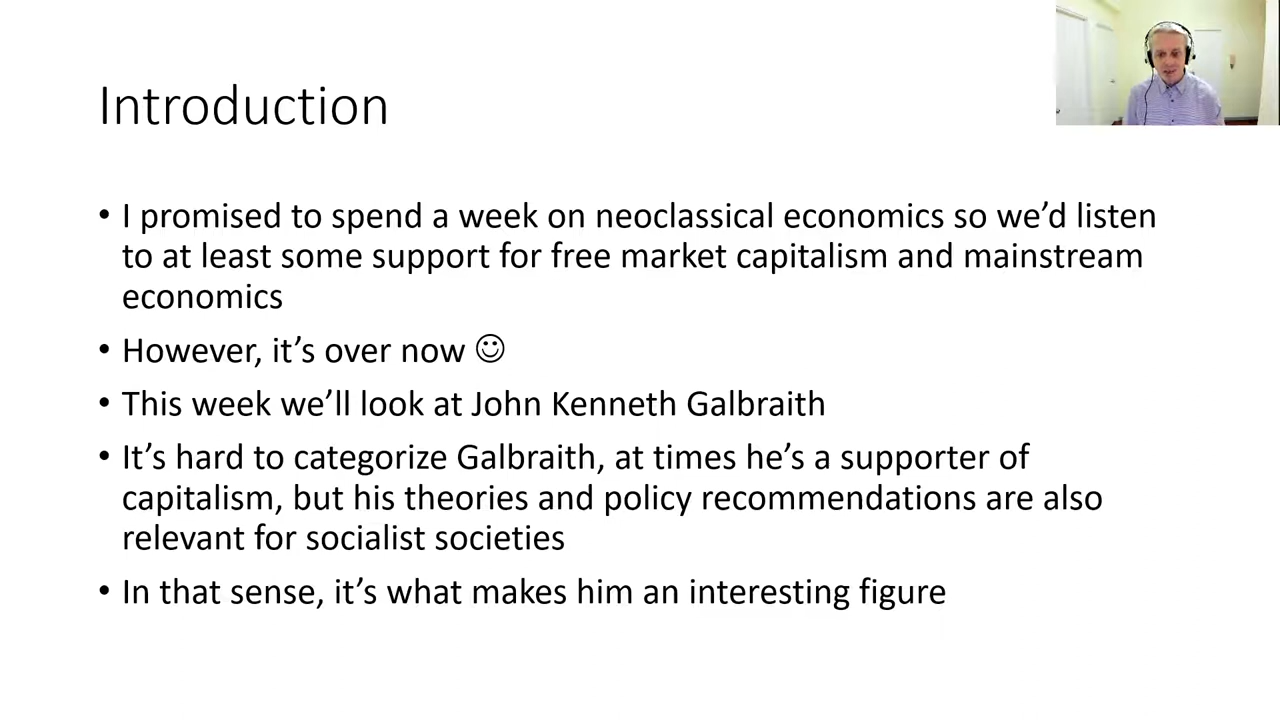 Introduction
• I promised to spend a week on neoclassical economics so we’d listen
to at least some support for free market capitalism and mainstream
economics
• However, it’s over now ☺
• This week we’ll look at John Kenneth Galbraith
• It’s hard to categorize Galbraith, at times he’s a supporter of
capitalism, but his theories and policy recommendations are also
relevant for socialist societies
• In that sense, it’s what makes him an interesting figure